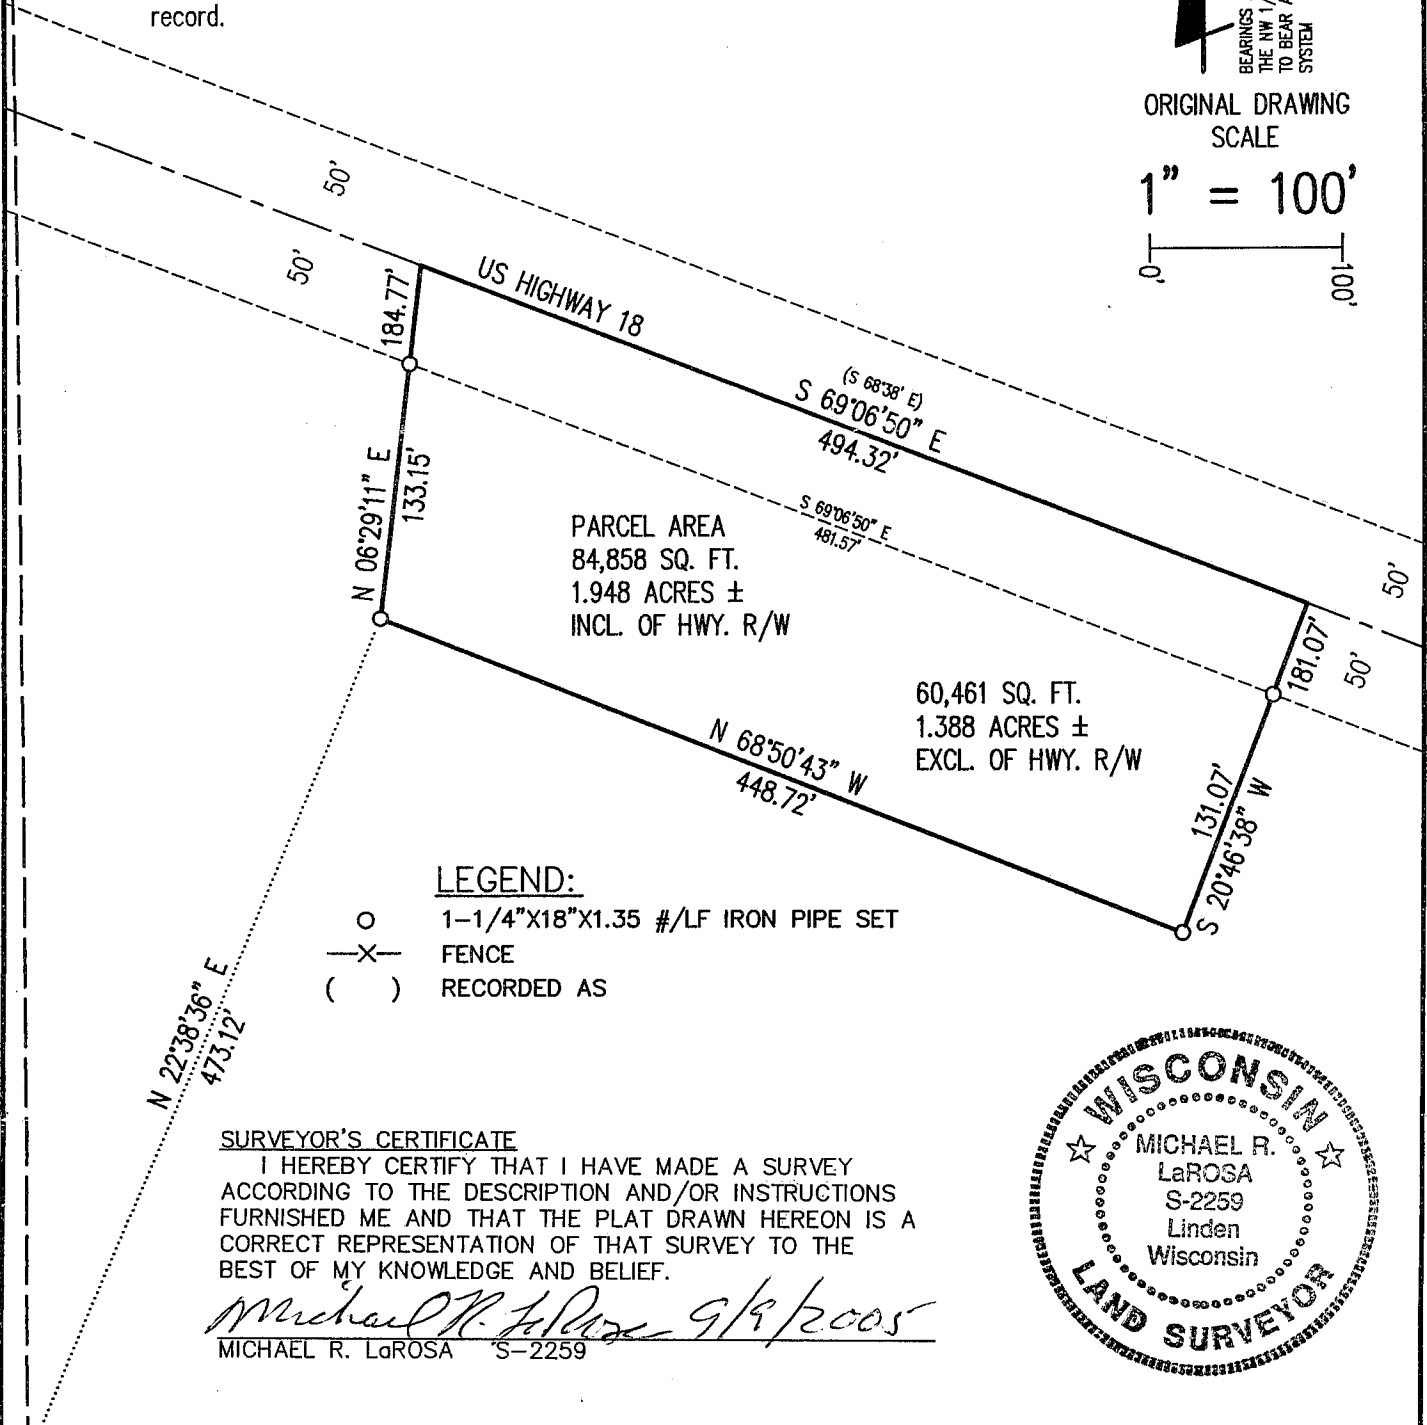 record.
BEARINGS
THE NW 1/
TO BEAR A
SYSTEM
ORIGINAL DRAWING
SCALE
1" = 100'
0'
100'
50'
50'
184.77'
US HIGHWAY 18
(S 68°38' E)
S 69°06'50" E
494.32'
N 06°29'11" E
133.15'
S 69°06'50" E
481.57'
PARCEL AREA
84,858 SQ. FT.
1.948 ACRES ±
INCL. OF HWY. R/W
50'
50'
181.07'
60,461 SQ. FT.
1.388 ACRES ±
EXCL. OF HWY. R/W
N 68°50'43" W
448.72'
131.07'
S 20°46'38" W
LEGEND:
1-1/4"X18"X1.35 #/LF IRON PIPE SET
—X— FENCE
( ) RECORDED AS
N 22°38'36" E
473.12'
SURVEYOR'S CERTIFICATE
I HEREBY CERTIFY THAT I HAVE MADE A SURVEY
ACCORDING TO THE DESCRIPTION AND/OR INSTRUCTIONS
FURNISHED ME AND THAT THE PLAT DRAWN HEREON IS A
CORRECT REPRESENTATION OF THAT SURVEY TO THE
BEST OF MY KNOWLEDGE AND BELIEF.
Michael R. LaRosa 9/9/2005
MICHAEL R. LaROSA S-2259
WISCONSIN
MICHAEL R.
LaROSA
S-2259
Linden
Wisconsin
LAND SURVEYOR